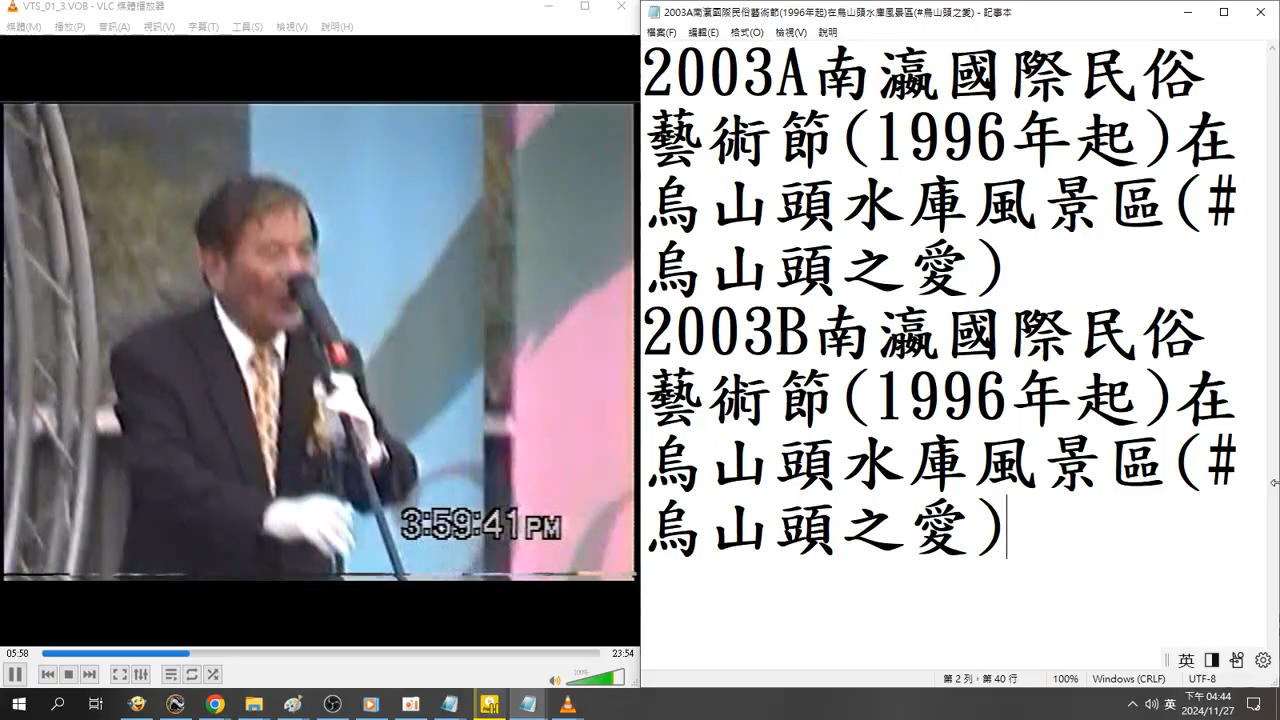 VTS_01_3.VOB - VLC 媒體播放器
媒體(M) 播放(P) 音訊(A) 視訊(V) 字幕(T) 工具(S) 檢視(V) 說明(H)
3:59:41PM
05:58
23:54
100%
2003A南瀛國際民俗藝術節(1996年起)在烏山頭水庫風景區(#烏山頭之愛) - 記事本
檔案(F) 編輯(E) 格式(O) 檢視(V) 說明
2003A南瀛國際民俗
藝術節(1996年起)在
烏山頭水庫風景區(#
烏山頭之愛)
2003B南瀛國際民俗
藝術節(1996年起)在
烏山頭水庫風景區(#
烏山頭之愛)
英
第 2 列，第 40 行 100% Windows (CRLF) UTF-8
英
下午 04:44
2024/11/27